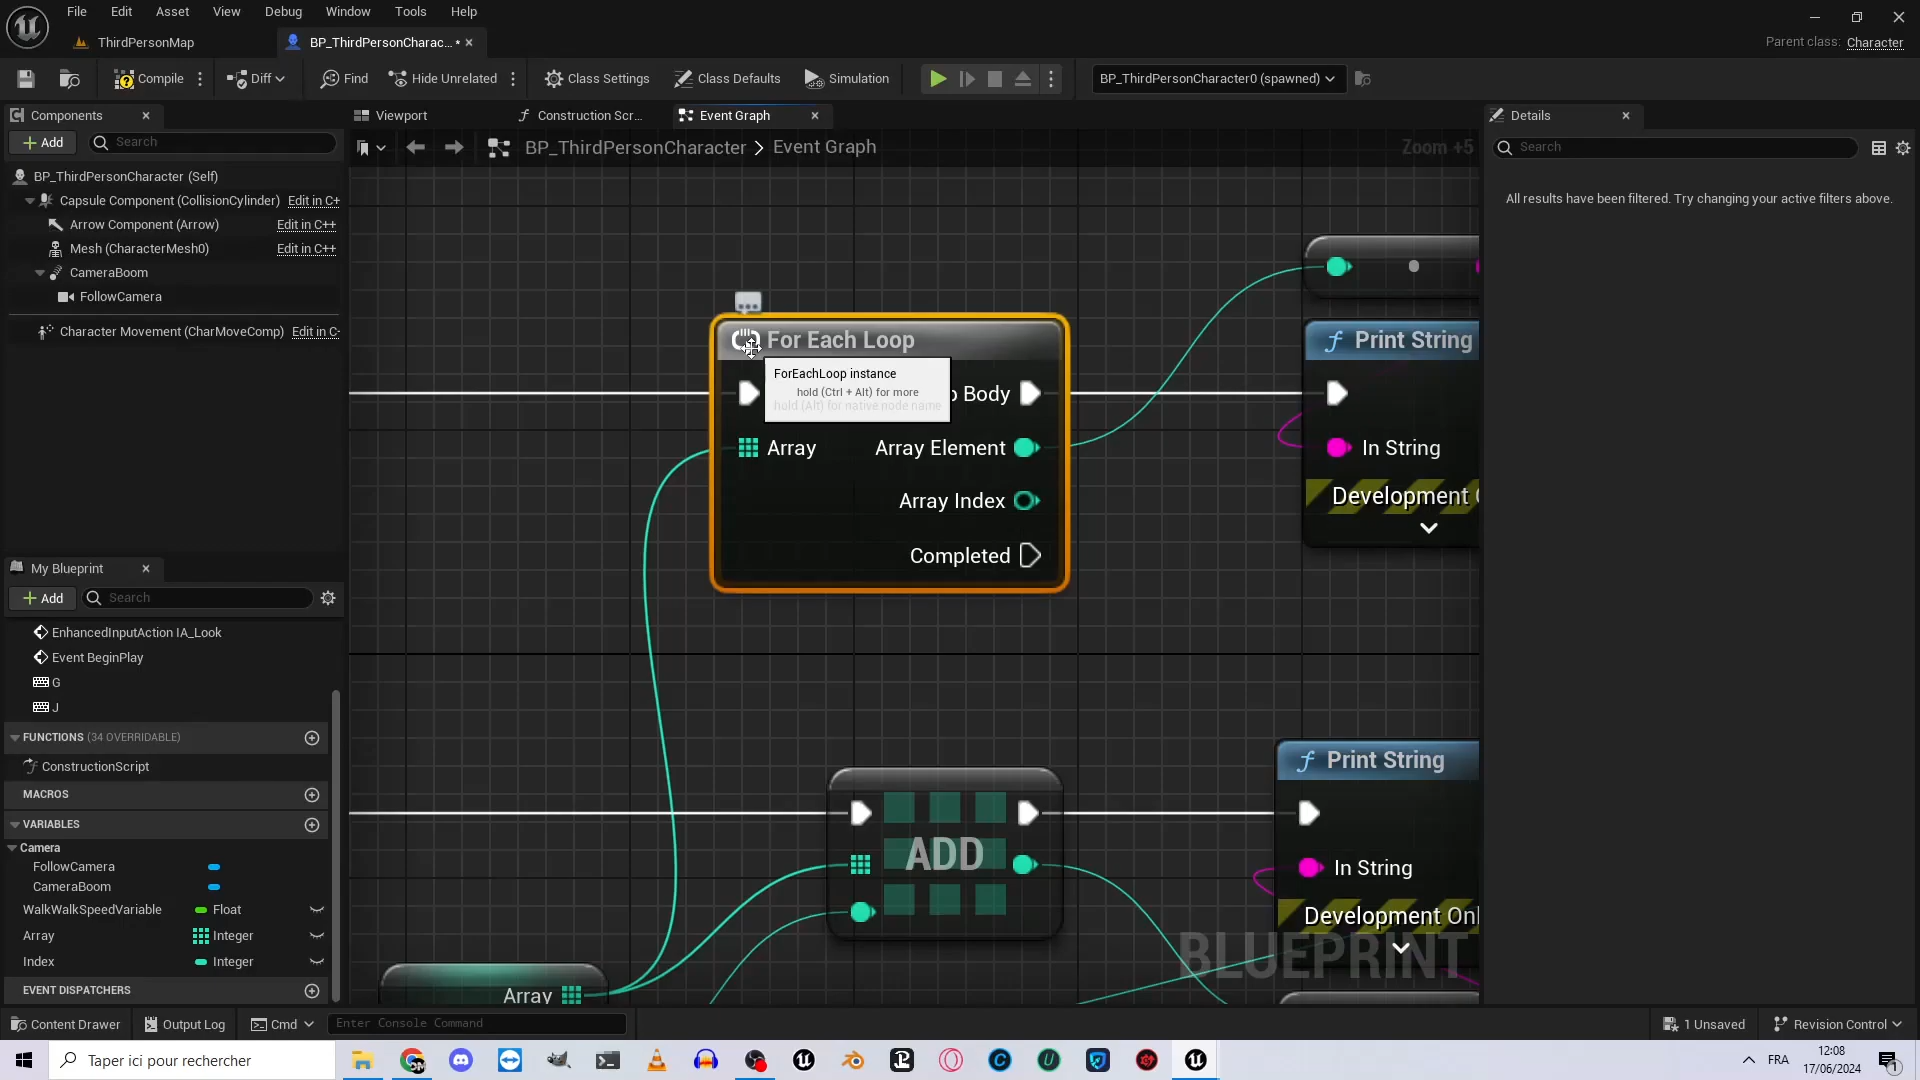 File Edit Asset View Debug Window Tools Help
ThirdPersonMap
BP_ThirdPersonCharac... *
Parent class: Character
Compile
Diff
Find
Hide Unrelated
Class Settings
Class Defaults
Simulation
BP_ThirdPersonCharacter0 (spawned)
Components
Add
Search
BP_ThirdPersonCharacter (Self)
Capsule Component (CollisionCylinder) Edit in C+
Arrow Component (Arrow) Edit in C++
Mesh (CharacterMesh0) Edit in C++
CameraBoom
FollowCamera
Character Movement (CharMoveComp) Edit in C-
My Blueprint
Add
Search
EnhancedInputAction IA_Look
Event BeginPlay
G
J
FUNCTIONS (34 OVERRIDABLE)
ConstructionScript
MACROS
VARIABLES
Camera
FollowCamera
CameraBoom
WalkWalkSpeedVariable Float
Array Integer
Index Integer
EVENT DISPATCHERS
Viewport
Construction Scr...
Event Graph
BP_ThirdPersonCharacter > Event Graph
Zoom +5
For Each Loop
ForEachLoop instance
hold (Ctrl + Alt) for more
hold (Alt) for native node name
Body
Array
Array Element
Array Index
Completed
Print String
In String
Development O
ADD
Print String
In String
Development Onl
Array
BLUEPRINT
Details
Search
All results have been filtered. Try changing your active filters above.
Content Drawer
Output Log
Cmd
Enter Console Command
1 Unsaved
Revision Control
Taper ici pour rechercher
FRA
12:08
17/06/2024
1